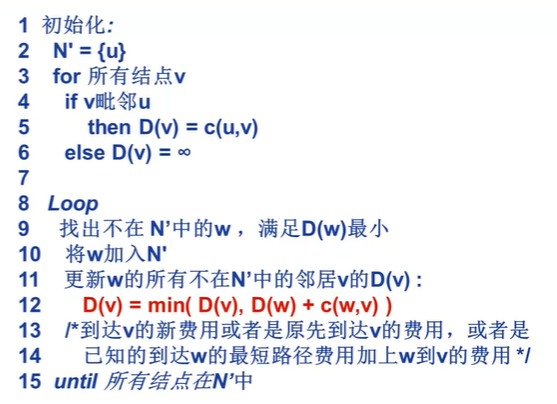 1 初始化:
2 N' = {u}
3 for 所有结点v
4 if v毗邻u
5 then D(v) = c(u,v)
6 else D(v) = ∞
7
8 Loop
9 找出不在 N’中的w ，满足D(w)最小
10 将w加入N'
11 更新w的所有不在N’中的邻居v的D(v) :
12 D(v) = min( D(v), D(w) + c(w,v) )
13 /*到达v的新费用或者是原先到达v的费用，或者是
14 已知的到达w的最短路径费用加上w到v的费用 */
15 until 所有结点在N’中